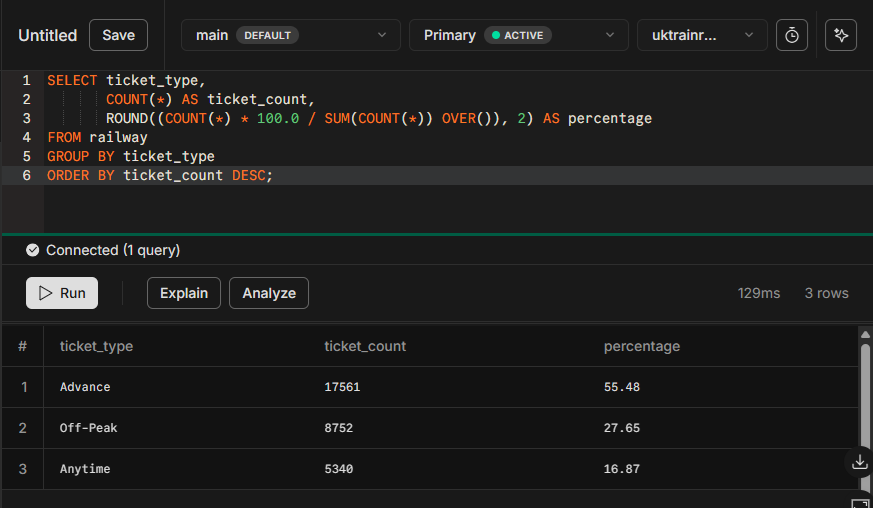 Untitled Save main DEFAULT Primary ACTIVE uktrainr...
1 SELECT ticket_type,
2 COUNT(*) AS ticket_count,
3 ROUND((COUNT(*) * 100.0 / SUM(COUNT(*)) OVER()), 2) AS percentage
4 FROM railway
5 GROUP BY ticket_type
6 ORDER BY ticket_count DESC;
Connected (1 query)
Run Explain Analyze 129ms 3 rows
# ticket_type ticket_count percentage
1 Advance 17561 55.48
2 Off-Peak 8752 27.65
3 Anytime 5340 16.87